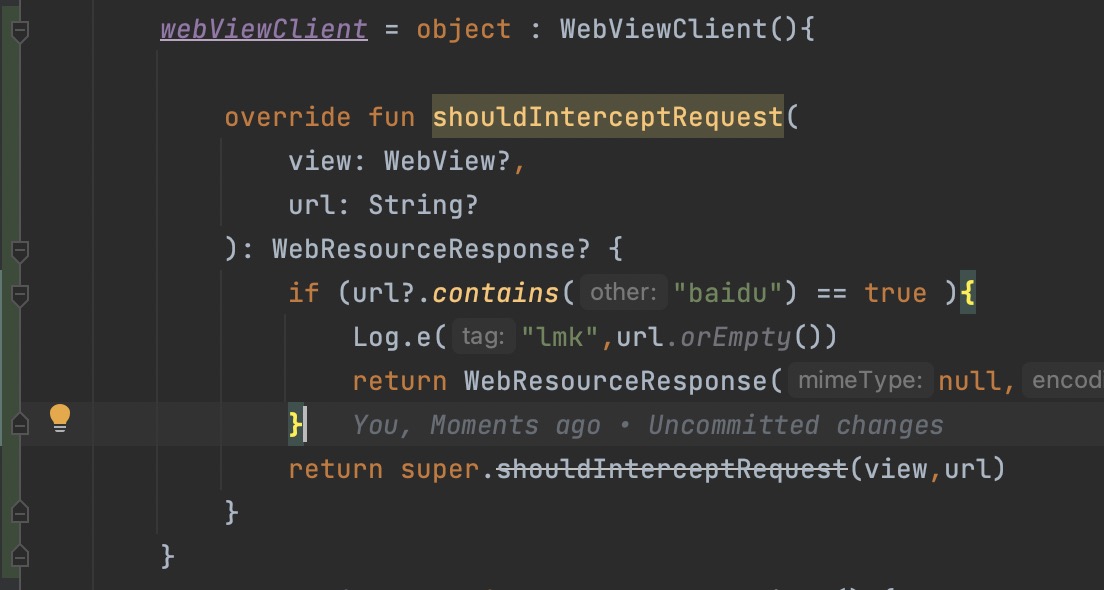 webViewClient = object : WebViewClient(){
override fun shouldInterceptRequest(
view: WebView?,
url: String?
): WebResourceResponse? {
if (url?.contains( other: "baidu") == true ){
Log.e( tag: "lmk",url.orEmpty())
return WebResourceResponse( mimeType: null, encod
} You, Moments ago • Uncommitted changes
return super.shouldInterceptRequest(view,url)
}
}